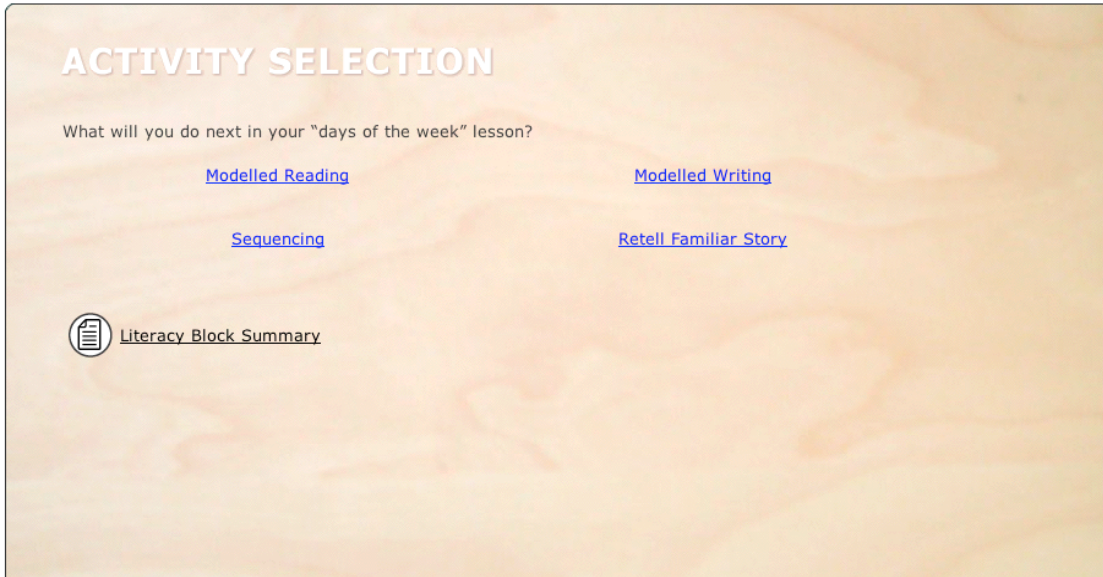 ACTIVITY SELECTION
What will you do next in your “days of the week” lesson?
Modelled Reading
Modelled Writing
Sequencing
Retell Familiar Story
Literacy Block Summary